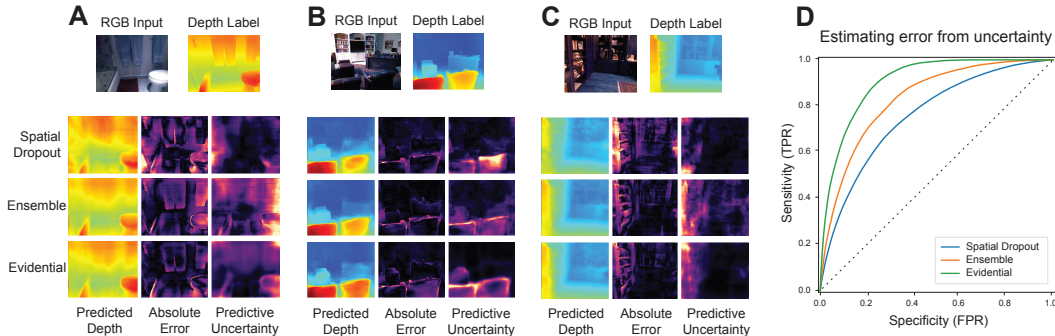 A
RGB Input
Depth Label
B
RGB Input
Depth Label
C
RGB Input
Depth Label
D
Estimating error from uncertainty
Spatial
Dropout
Ensemble
Evidential
Predicted
Depth
Absolute
Error
Predictive
Uncertainty
Predicted
Depth
Absolute
Error
Predictive
Uncertainty
Predicted
Depth
Absolute
Error
Predictive
Uncertainty
Sensitivity (TPR)
1.0
0.8
0.6
0.4
0.2
0.0
0.0
0.2
0.4
0.6
0.8
1.0
Specificity (FPR)
Spatial Dropout
Ensemble
Evidential